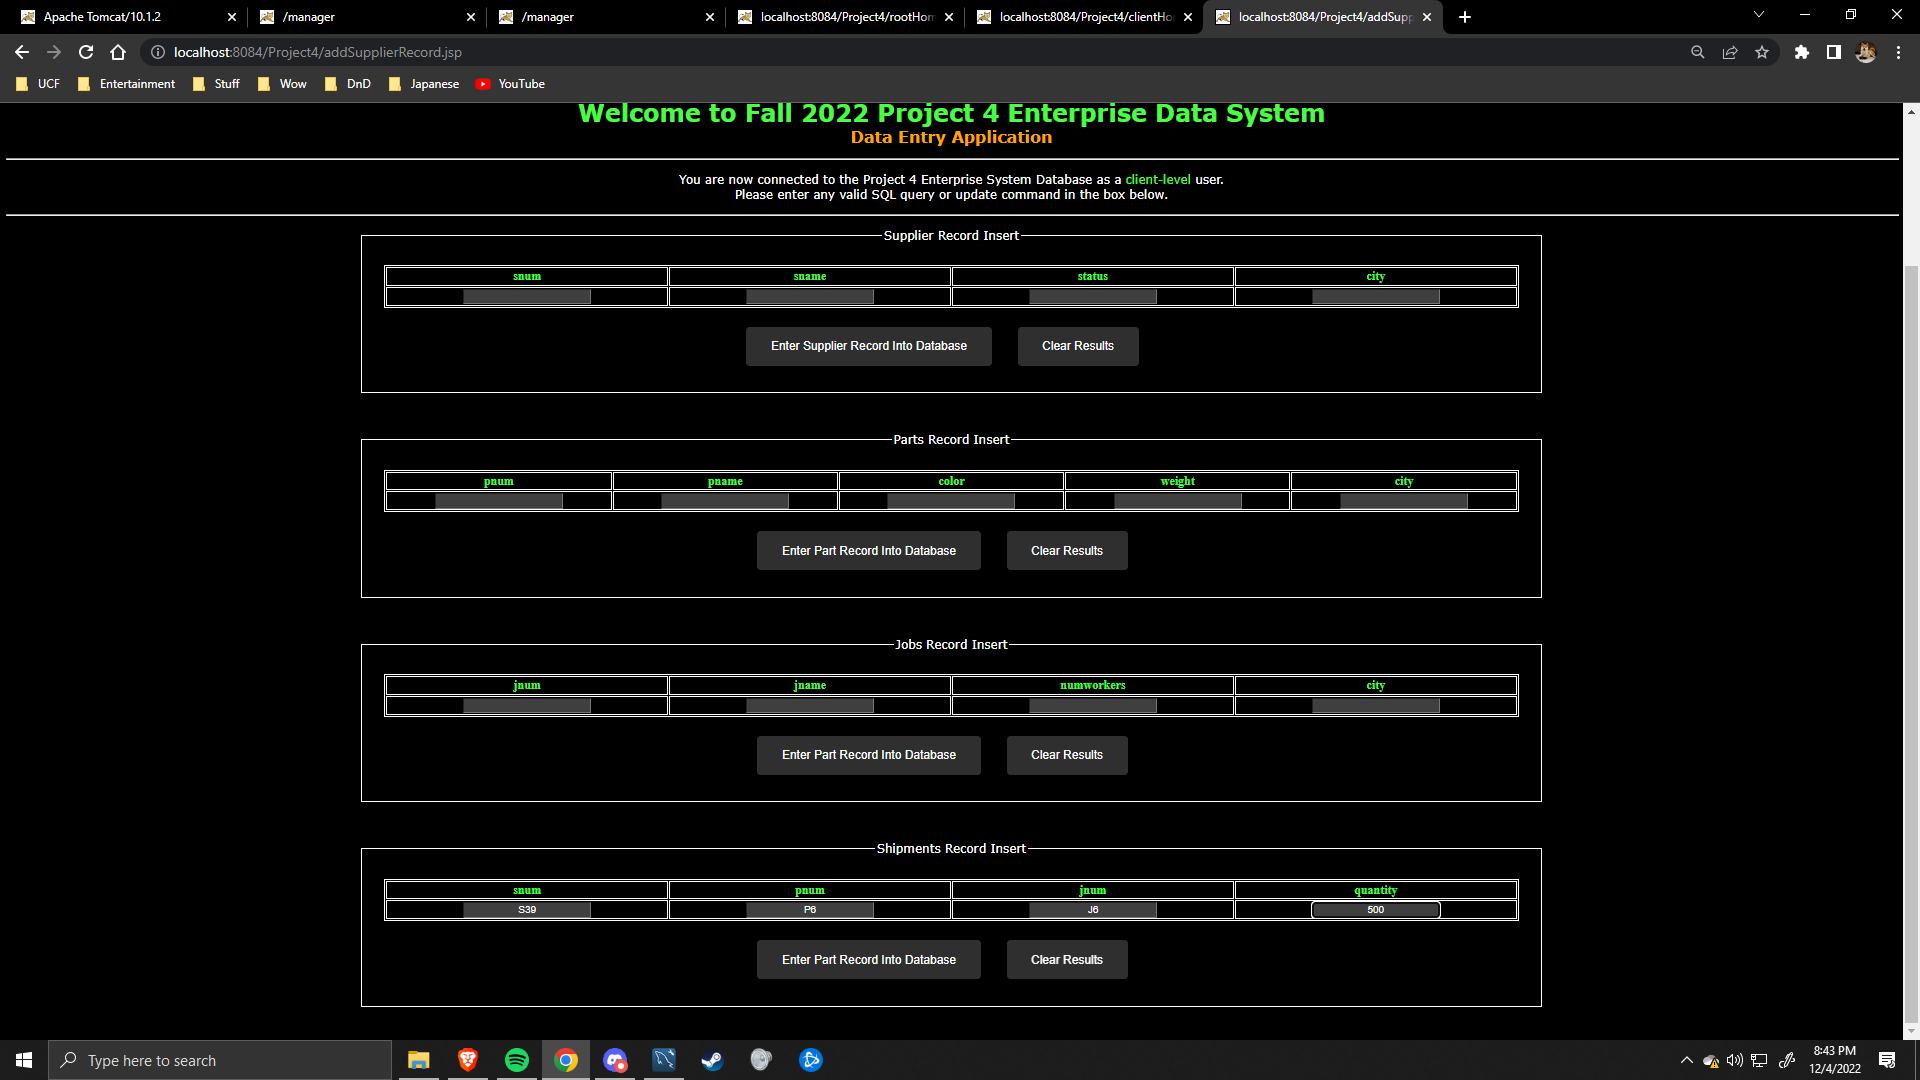 Apache Tomcat/10.1.2
/manager
/manager
localhost:8084/Project4/rootHom
localhost:8084/Project4/clientHo
localhost:8084/Project4/addSupp
localhost:8084/Project4/addSupplierRecord.jsp
UCF Entertainment Stuff Wow DnD Japanese YouTube
Welcome to Fall 2022 Project 4 Enterprise Data System
Data Entry Application
You are now connected to the Project 4 Enterprise System Database as a client-level user.
Please enter any valid SQL query or update command in the box below.
Supplier Record Insert
snum sname status city
Enter Supplier Record Into Database Clear Results
Parts Record Insert
pnum pname color weight city
Enter Part Record Into Database Clear Results
Jobs Record Insert
jnum jname numworkers city
Enter Part Record Into Database Clear Results
Shipments Record Insert
snum pnum jnum quantity
S39 P6 J6 500
Enter Part Record Into Database Clear Results
Type here to search
8:43 PM
12/4/2022